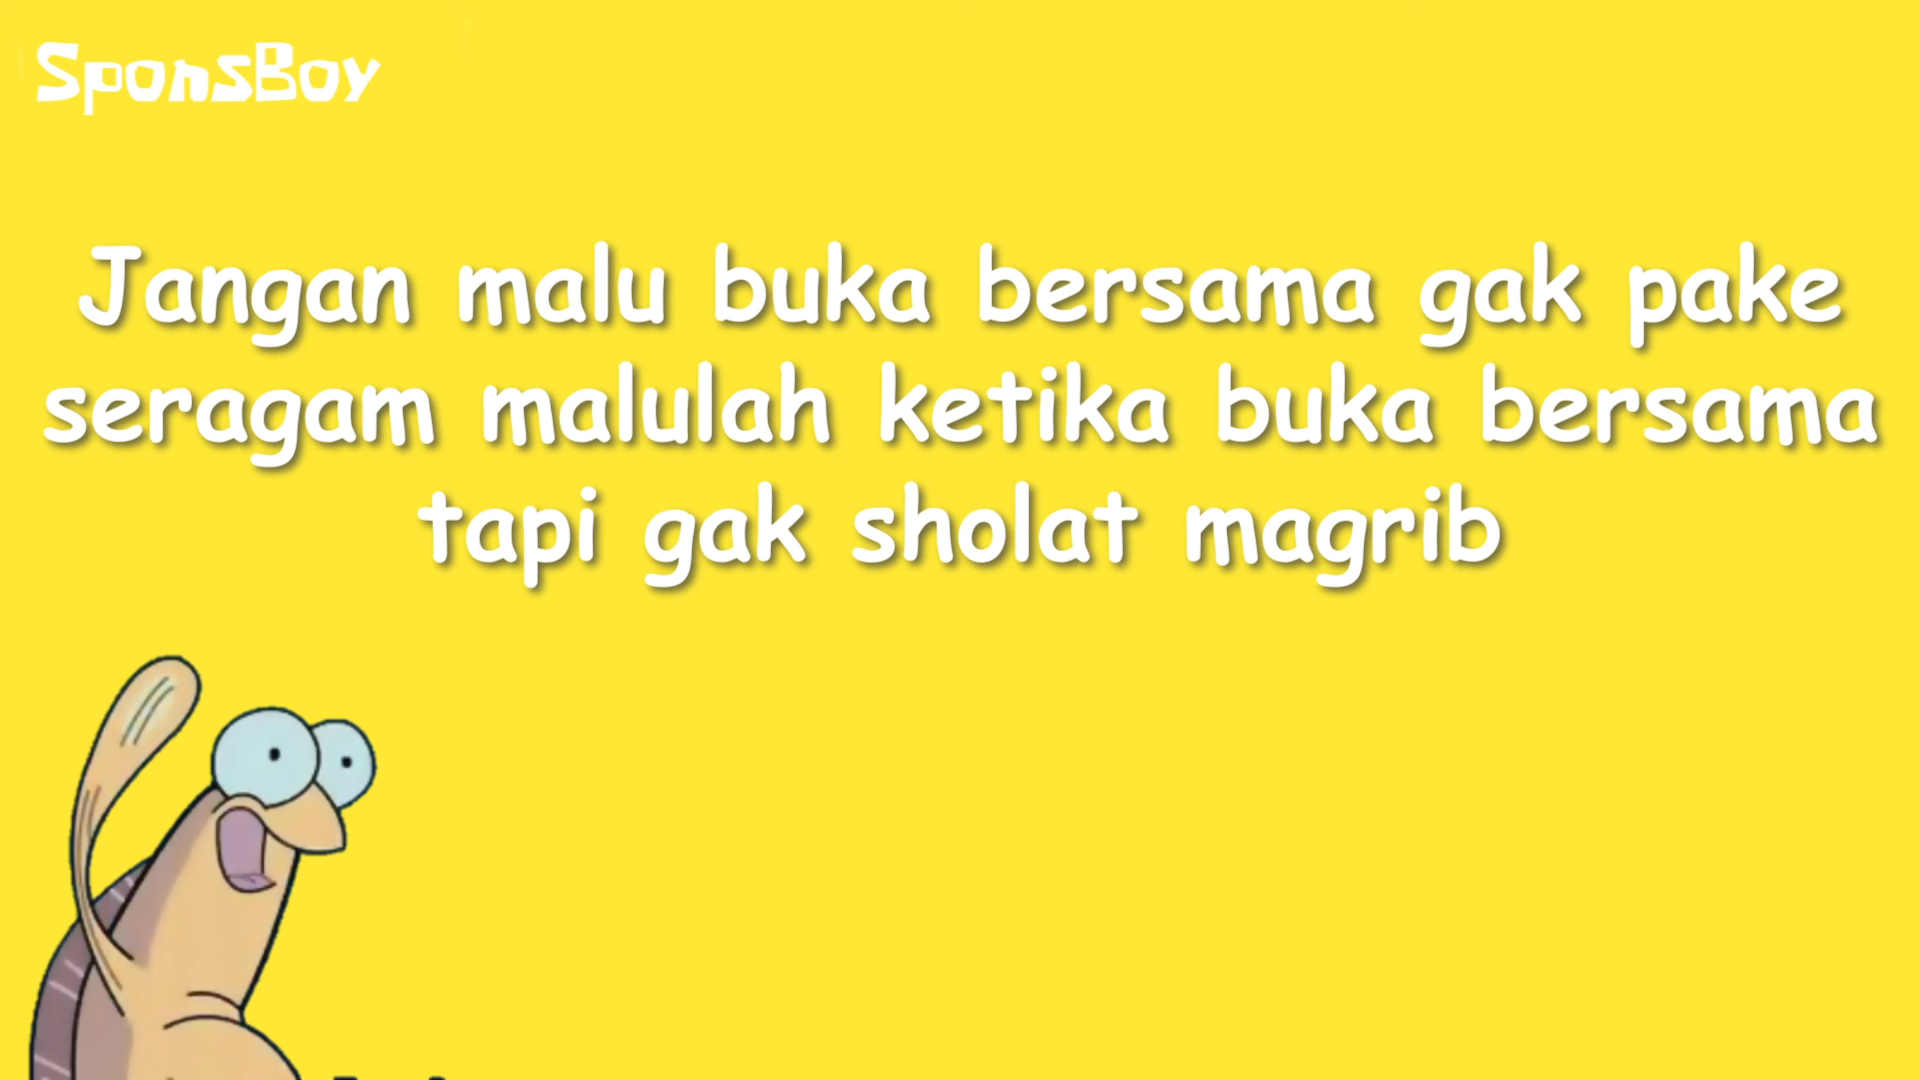 SponsBoy
Jangan malu buka bersama gak pake
seragam malulah ketika buka bersama
tapi gak sholat magrib